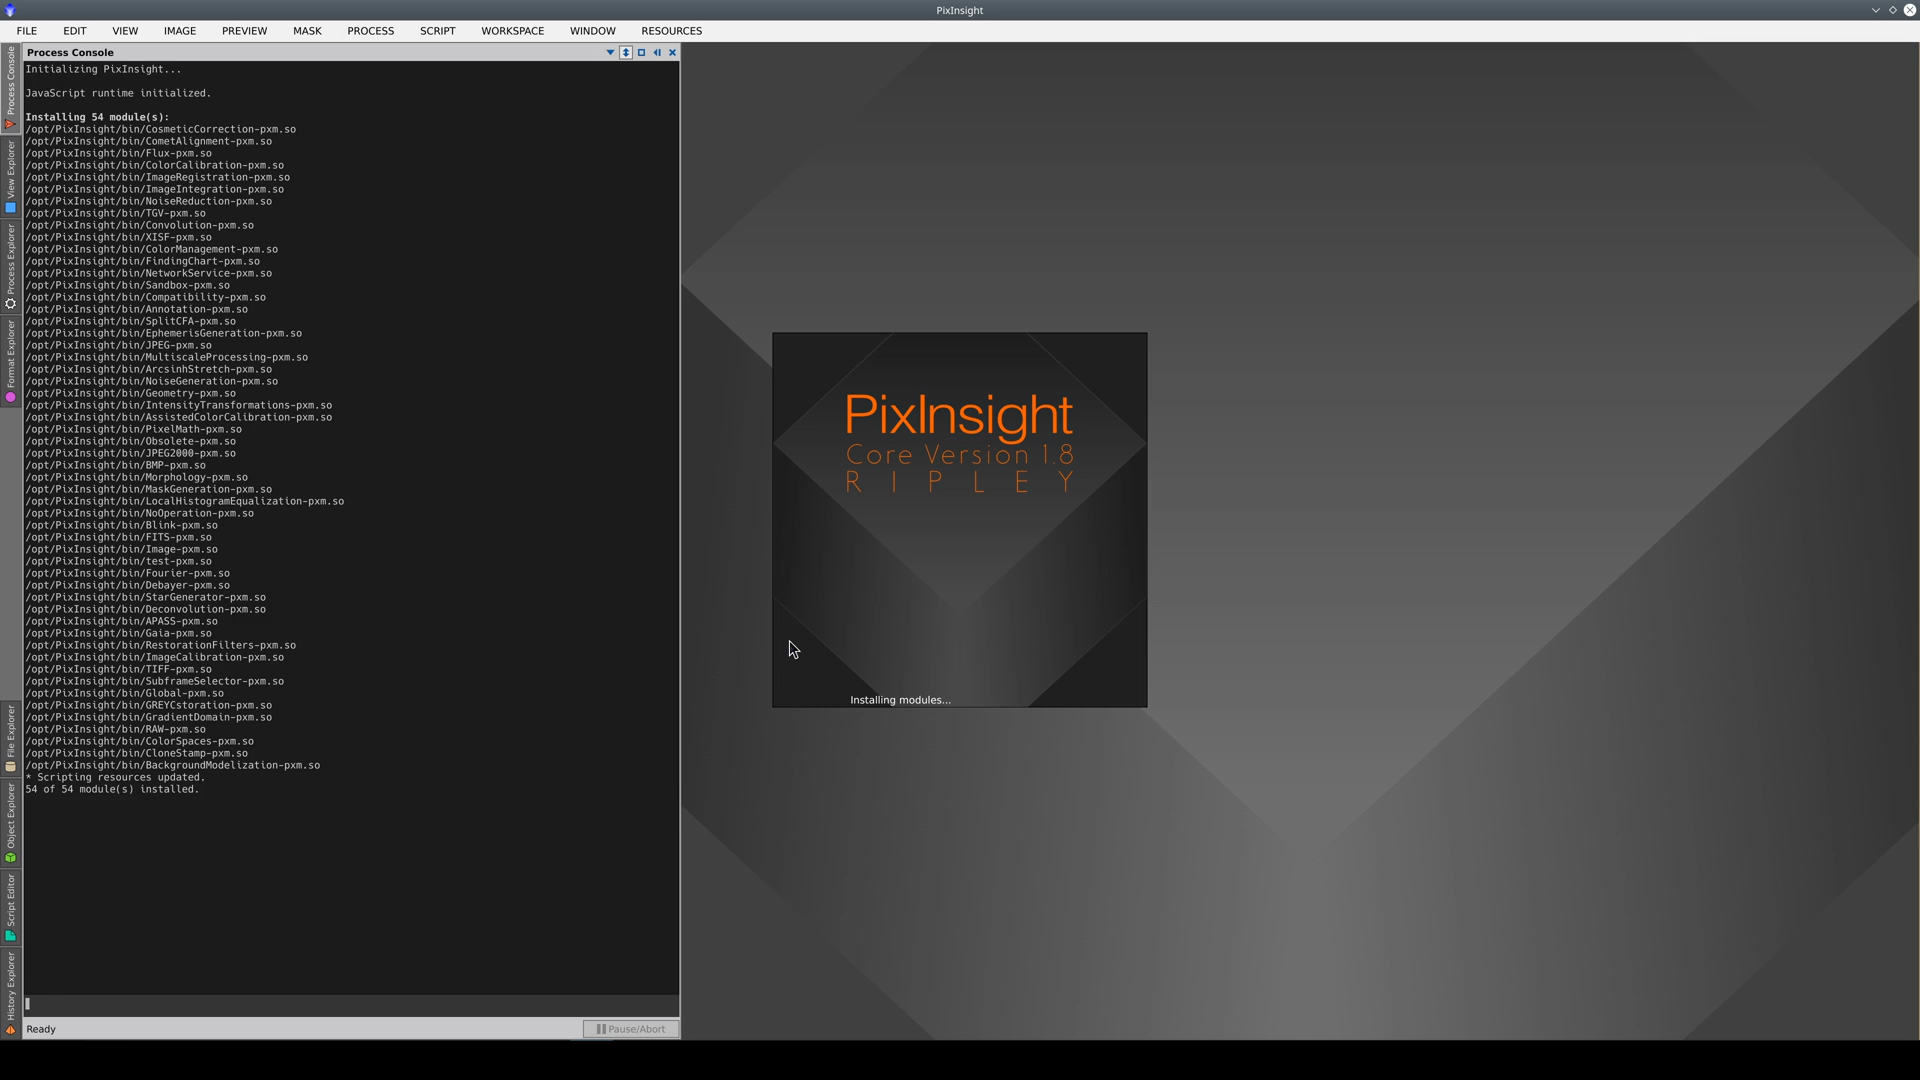 PixInsight
FILE EDIT VIEW IMAGE PREVIEW MASK PROCESS SCRIPT WORKSPACE WINDOW RESOURCES
Process Console
Process Console
View Explorer
Process Explorer
Format Explorer
File Explorer
Object Explorer
Script Editor
History Explorer
Initializing PixInsight...
JavaScript runtime initialized.
Installing 54 module(s):
/opt/PixInsight/bin/CosmeticCorrection-pxm.so
/opt/PixInsight/bin/CometAlignment-pxm.so
/opt/PixInsight/bin/Flux-pxm.so
/opt/PixInsight/bin/ColorCalibration-pxm.so
/opt/PixInsight/bin/ImageRegistration-pxm.so
/opt/PixInsight/bin/ImageIntegration-pxm.so
/opt/PixInsight/bin/NoiseReduction-pxm.so
/opt/PixInsight/bin/TGV-pxm.so
/opt/PixInsight/bin/Convolution-pxm.so
/opt/PixInsight/bin/XISF-pxm.so
/opt/PixInsight/bin/ColorManagement-pxm.so
/opt/PixInsight/bin/FindingChart-pxm.so
/opt/PixInsight/bin/NetworkService-pxm.so
/opt/PixInsight/bin/Sandbox-pxm.so
/opt/PixInsight/bin/Compatibility-pxm.so
/opt/PixInsight/bin/Annotation-pxm.so
/opt/PixInsight/bin/SplitCFA-pxm.so
/opt/PixInsight/bin/EphemerisGeneration-pxm.so
/opt/PixInsight/bin/JPEG-pxm.so
/opt/PixInsight/bin/MultiscaleProcessing-pxm.so
/opt/PixInsight/bin/ArcsinhStretch-pxm.so
/opt/PixInsight/bin/NoiseGeneration-pxm.so
/opt/PixInsight/bin/Geometry-pxm.so
/opt/PixInsight/bin/IntensityTransformations-pxm.so
/opt/PixInsight/bin/AssistedColorCalibration-pxm.so
/opt/PixInsight/bin/PixelMath-pxm.so
/opt/PixInsight/bin/Obsolete-pxm.so
/opt/PixInsight/bin/JPEG2000-pxm.so
/opt/PixInsight/bin/BMP-pxm.so
/opt/PixInsight/bin/Morphology-pxm.so
/opt/PixInsight/bin/MaskGeneration-pxm.so
/opt/PixInsight/bin/LocalHistogramEqualization-pxm.so
/opt/PixInsight/bin/NoOperation-pxm.so
/opt/PixInsight/bin/Blink-pxm.so
/opt/PixInsight/bin/FITS-pxm.so
/opt/PixInsight/bin/Image-pxm.so
/opt/PixInsight/bin/test-pxm.so
/opt/PixInsight/bin/Fourier-pxm.so
/opt/PixInsight/bin/Debayer-pxm.so
/opt/PixInsight/bin/StarGenerator-pxm.so
/opt/PixInsight/bin/Deconvolution-pxm.so
/opt/PixInsight/bin/APASS-pxm.so
/opt/PixInsight/bin/Gaia-pxm.so
/opt/PixInsight/bin/RestorationFilters-pxm.so
/opt/PixInsight/bin/ImageCalibration-pxm.so
/opt/PixInsight/bin/TIFF-pxm.so
/opt/PixInsight/bin/SubframeSelector-pxm.so
/opt/PixInsight/bin/Global-pxm.so
/opt/PixInsight/bin/GREYCstoration-pxm.so
/opt/PixInsight/bin/GradientDomain-pxm.so
/opt/PixInsight/bin/RAW-pxm.so
/opt/PixInsight/bin/ColorSpaces-pxm.so
/opt/PixInsight/bin/CloneStamp-pxm.so
/opt/PixInsight/bin/BackgroundModelization-pxm.so
* Scripting resources updated.
54 of 54 module(s) installed.
Ready
Pause/Abort
PixInsight
Core Version 1.8
RIPLEY
Installing modules...